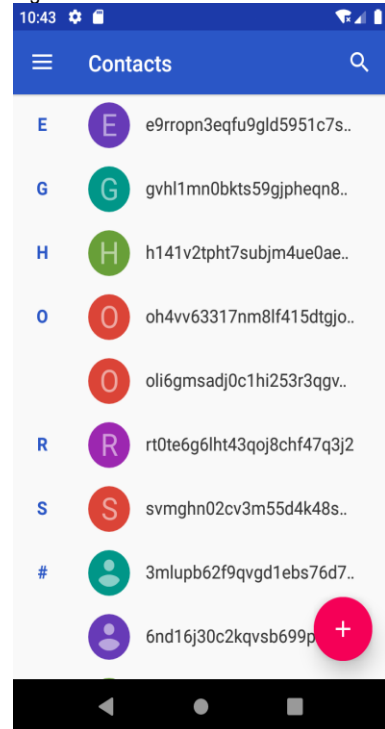 10:43
Contacts
E E e9rropn3eqfu9gld5951c7s..
G G gvhl1mn0bkts59gjpheqn8..
H H h141v2tpht7subjm4ue0ae..
O O oh4vv63317nm8lf415dtgjo..
O oli6gmsadj0c1hi253r3qgv..
R R rt0te6g6lht43qoj8chf47q3j2
S S svmghn02cv3m55d4k48s..
# 3mlupb62f9qvgd1ebs76d7..
6nd16j30c2kqvsb699p